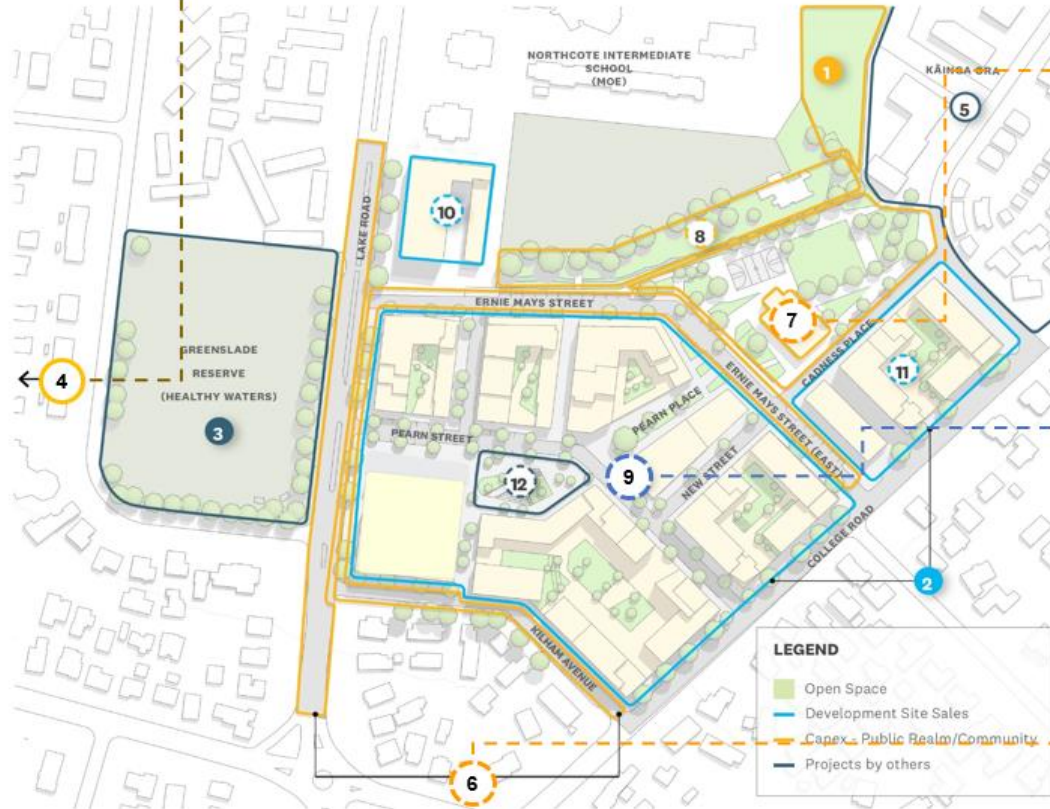 NORTHCOTE INTERMEDIATE
SCHOOL
(MOE)
1
KĀINGA ORA
5
LAKE ROAD
10
8
ERNIE MAYS STREET
7
CADNESS PLACE
11
GREENSLADE
RESERVE
(HEALTHY WATERS)
4
3
ERNIE MAYS STREET (EAST)
PEARN STREET
PEARN PLACE
9
12
NEW STREET
COLLEGE ROAD
2
KILHAM AVENUE
6
LEGEND
Open Space
Development Site Sales
Capex - Public Realm/Community
Projects by others